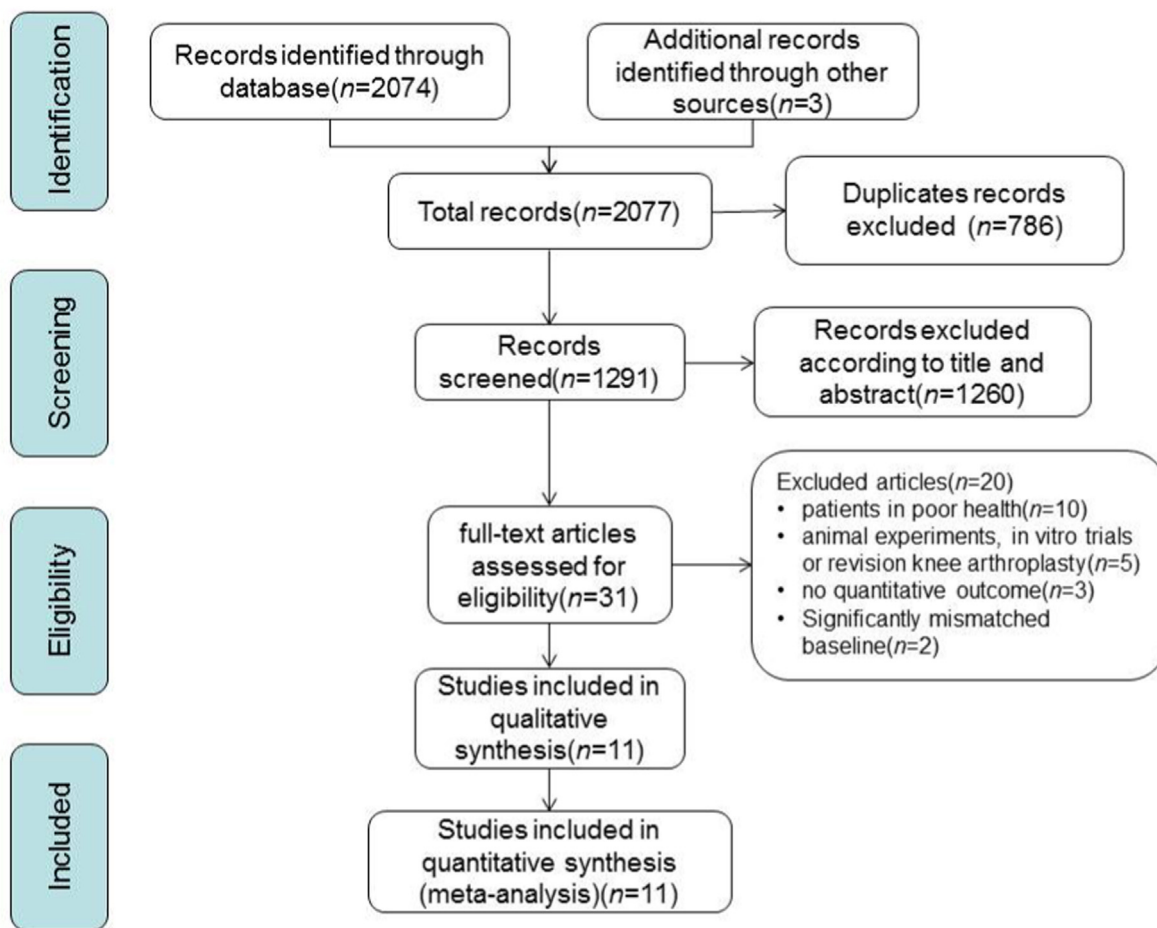 Identification
Records identified through
database(n=2074)
Additional records
identified through other
sources(n=3)
Total records(n=2077)
Duplicates records
excluded (n=786)
Screening
Records
screened(n=1291)
Records excluded
according to title and
abstract(n=1260)
Eligibility
full-text articles
assessed for
eligibility(n=31)
Excluded articles(n=20)
• patients in poor health(n=10)
• animal experiments, in vitro trials
or revision knee arthroplasty(n=5)
• no quantitative outcome(n=3)
• Significantly mismatched
baseline(n=2)
Studies included in
qualitative
synthesis(n=11)
Included
Studies included in
quantitative synthesis
(meta-analysis)(n=11)